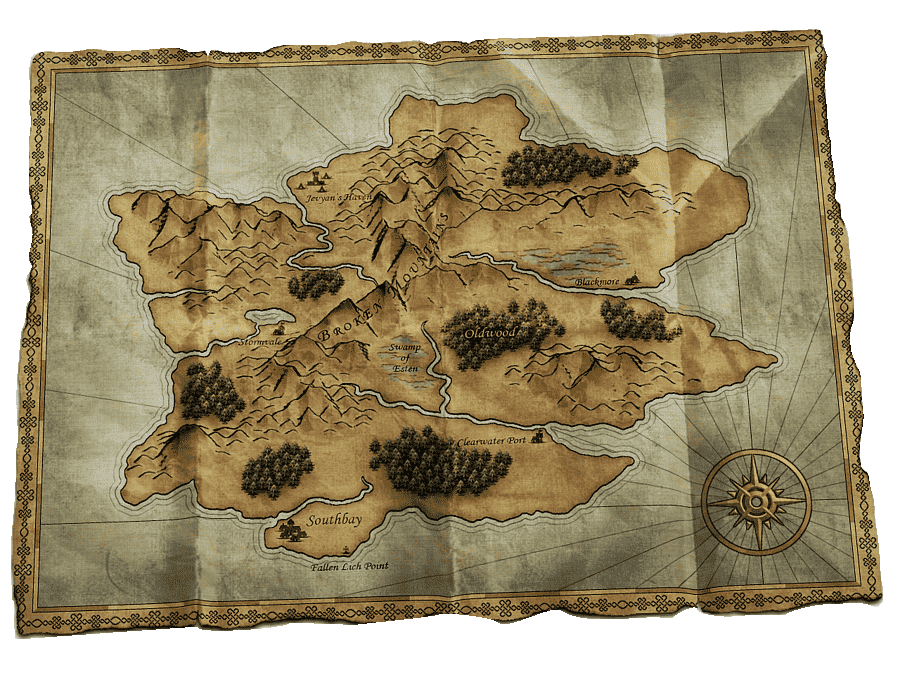 Jevyan's Haven
BROKEN MOUNTAINS
Blackmore
Stormvale
Oldwood
Swamp
of
Esten
Clearwater Port
Southbay
Fallen Lich Point